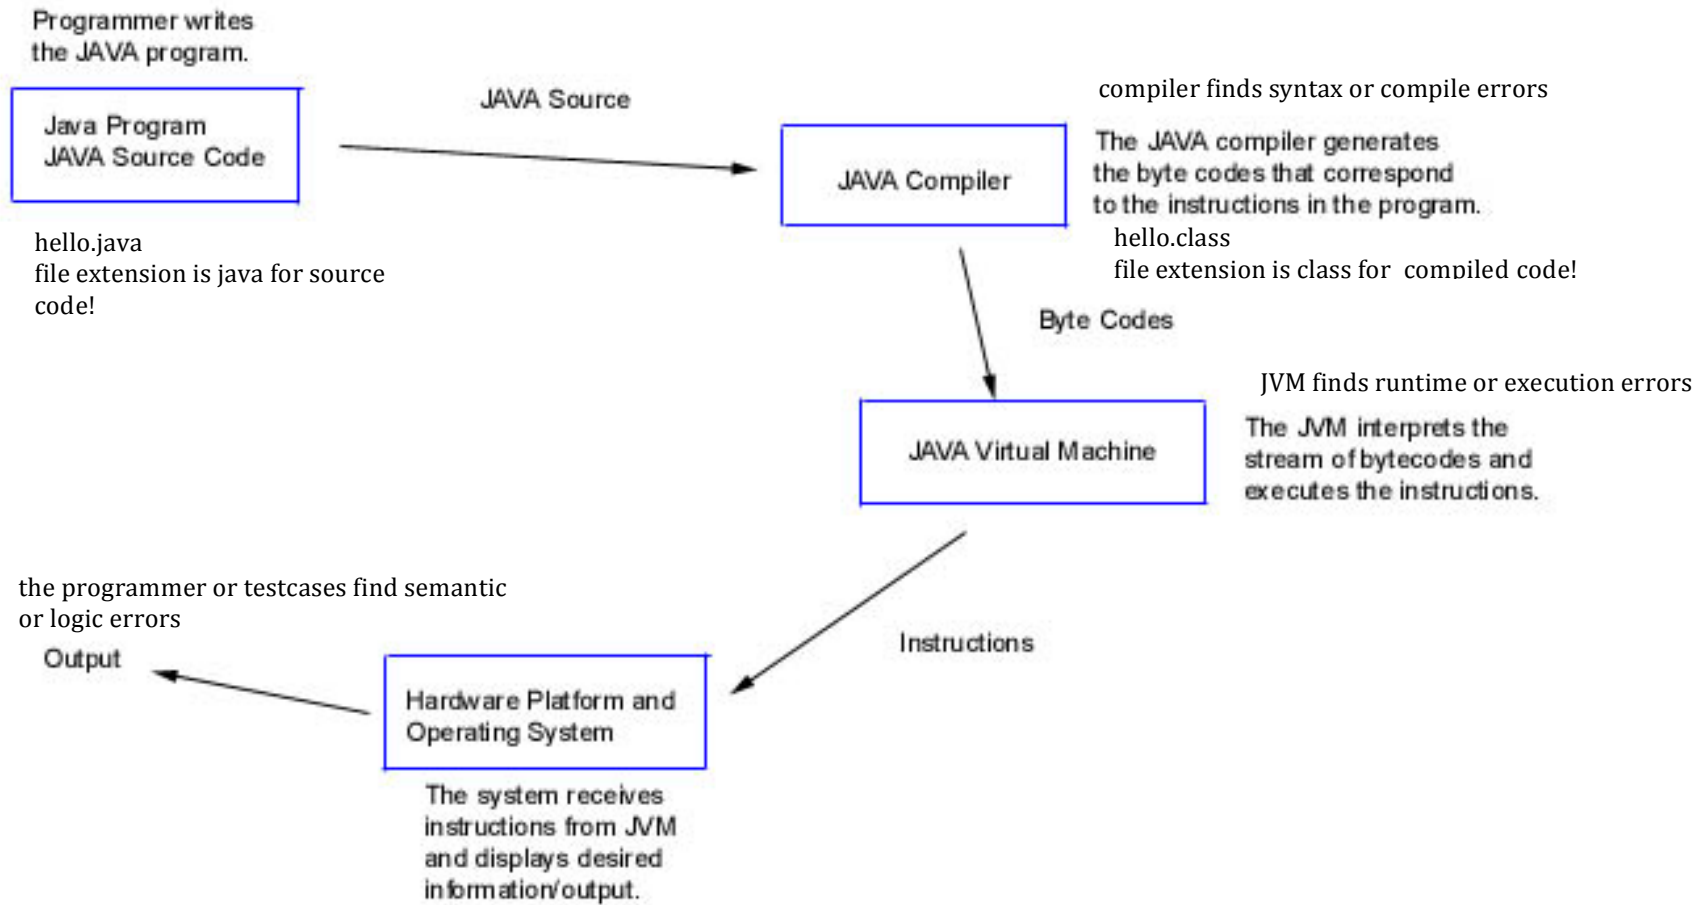 Programmer writes
the JAVA program.
Java Program
JAVA Source Code
hello.java
file extension is java for source
code!
JAVA Source
JAVA Compiler
compiler finds syntax or compile errors
The JAVA compiler generates
the byte codes that correspond
to the instructions in the program.
hello.class
file extension is class for compiled code!
Byte Codes
JAVA Virtual Machine
JVM finds runtime or execution errors
The JVM interprets the
stream of bytecodes and
executes the instructions.
Instructions
Hardware Platform and
Operating System
The system receives
instructions from JVM
and displays desired
information/output.
the programmer or testcases find semantic
or logic errors
Output